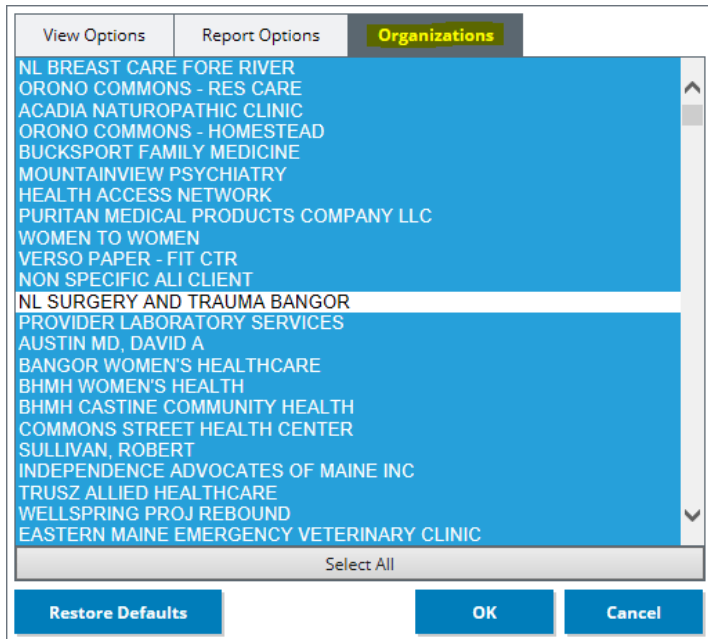 View Options
Report Options
Organizations
NL BREAST CARE FORE RIVER
ORONO COMMONS - RES CARE
ACADIA NATUROPATHIC CLINIC
ORONO COMMONS - HOMESTEAD
BUCKSPORT FAMILY MEDICINE
MOUNTAINVIEW PSYCHIATRY
HEALTH ACCESS NETWORK
PURITAN MEDICAL PRODUCTS COMPANY LLC
WOMEN TO WOMEN
VERSO PAPER - FIT CTR
NON SPECIFIC ALI CLIENT
NL SURGERY AND TRAUMA BANGOR
PROVIDER LABORATORY SERVICES
AUSTIN MD, DAVID A
BANGOR WOMEN'S HEALTHCARE
BHMH WOMEN'S HEALTH
BHMH CASTINE COMMUNITY HEALTH
COMMONS STREET HEALTH CENTER
SULLIVAN, ROBERT
INDEPENDENCE ADVOCATES OF MAINE INC
TRUSZ ALLIED HEALTHCARE
WELLSPRING PROJ REBOUND
EASTERN MAINE EMERGENCY VETERINARY CLINIC
Select All
Restore Defaults
OK
Cancel